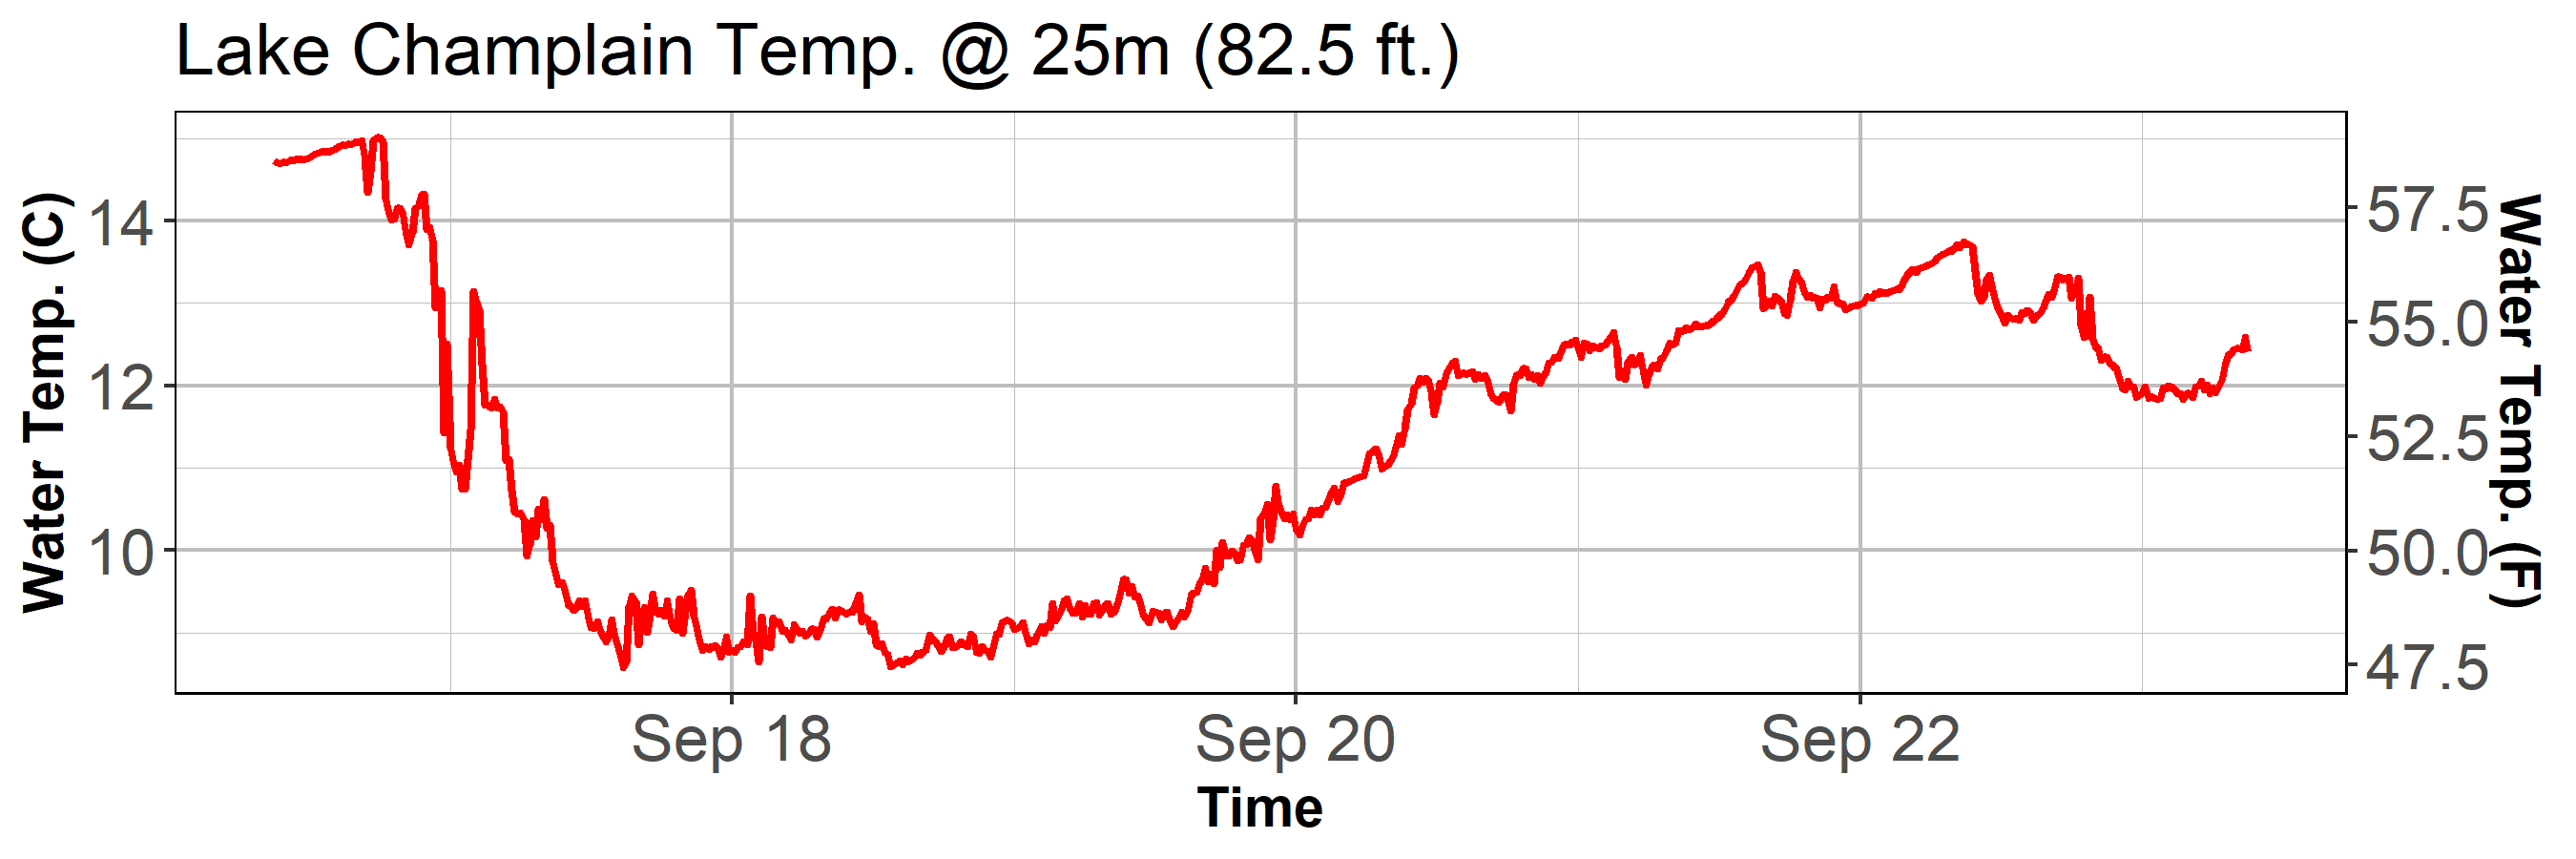 Lake Champlain Temp. @ 25m (82.5 ft.)
Water Temp. (C)
14
12
10
57.5
55.0
52.5
50.0
47.5
Water Temp. (F)
Sep 18 Sep 20 Sep 22
Time